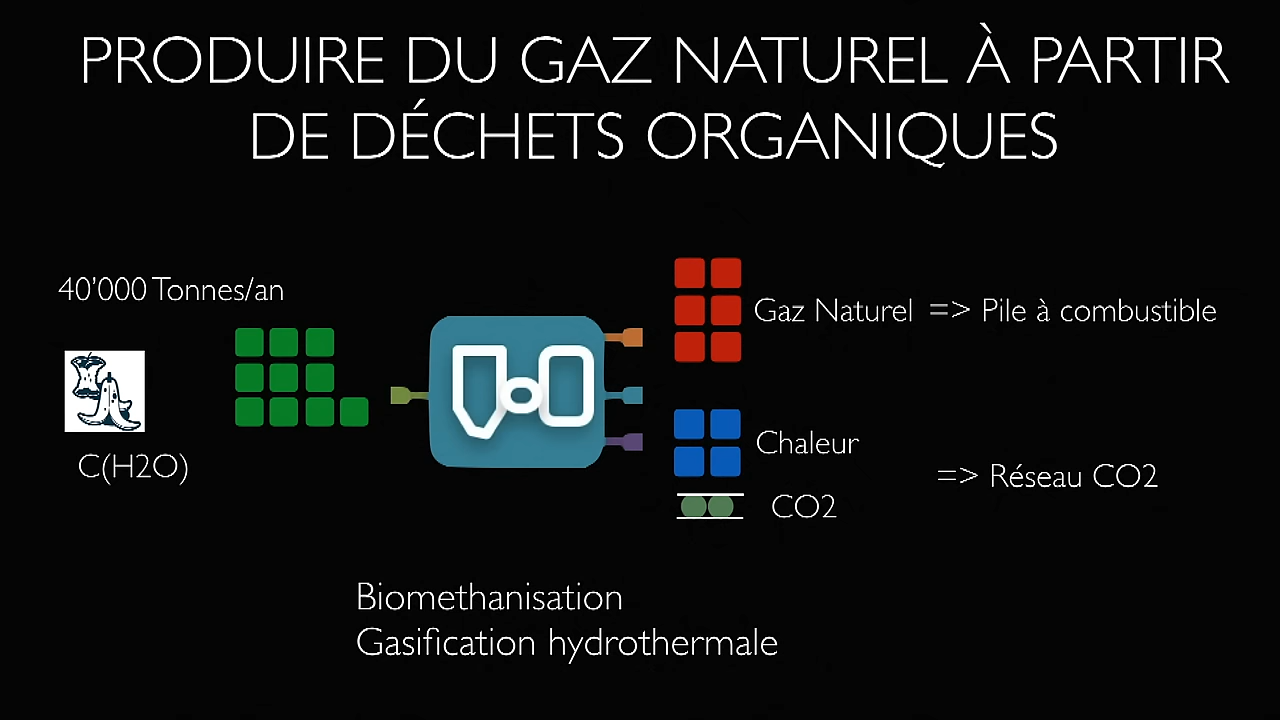 PRODUIRE DU GAZ NATUREL À PARTIR
DE DÉCHETS ORGANIQUES
40'000 Tonnes/an
C(H2O)
Gaz Naturel => Pile à combustible
Chaleur
=> Réseau CO2
CO2
Biomethanisation
Gasification hydrothermale